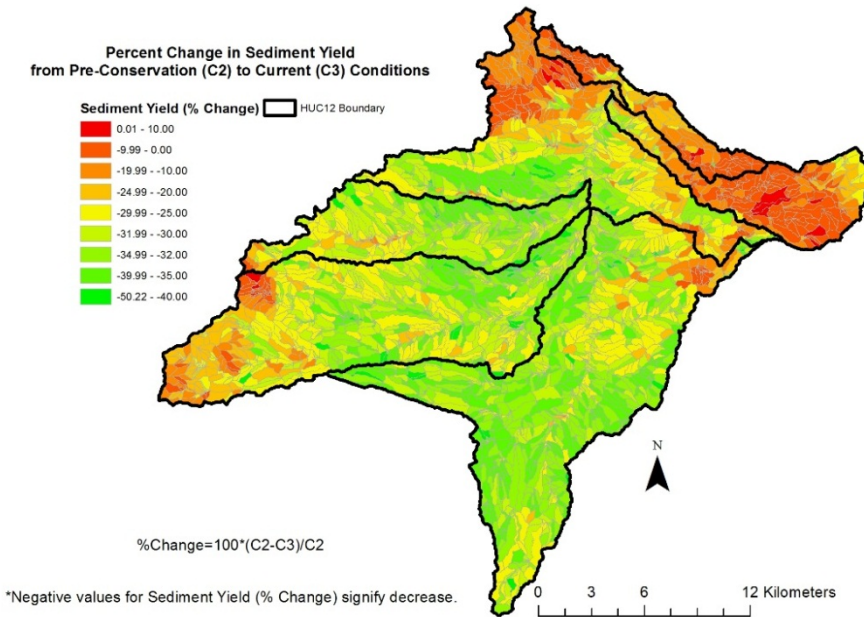 Percent Change in Sediment Yield
from Pre-Conservation (C2) to Current (C3) Conditions
Sediment Yield (% Change) HUC12 Boundary
0.01 - 10.00
-9.99 - 0.00
-19.99 - -10.00
-24.99 - -20.00
-29.99 - -25.00
-31.99 - -30.00
-34.99 - -32.00
-39.99 - -35.00
-50.22 - -40.00
N
%Change=100*(C2-C3)/C2
*Negative values for Sediment Yield (% Change) signify decrease.
0 3 6 12 Kilometers